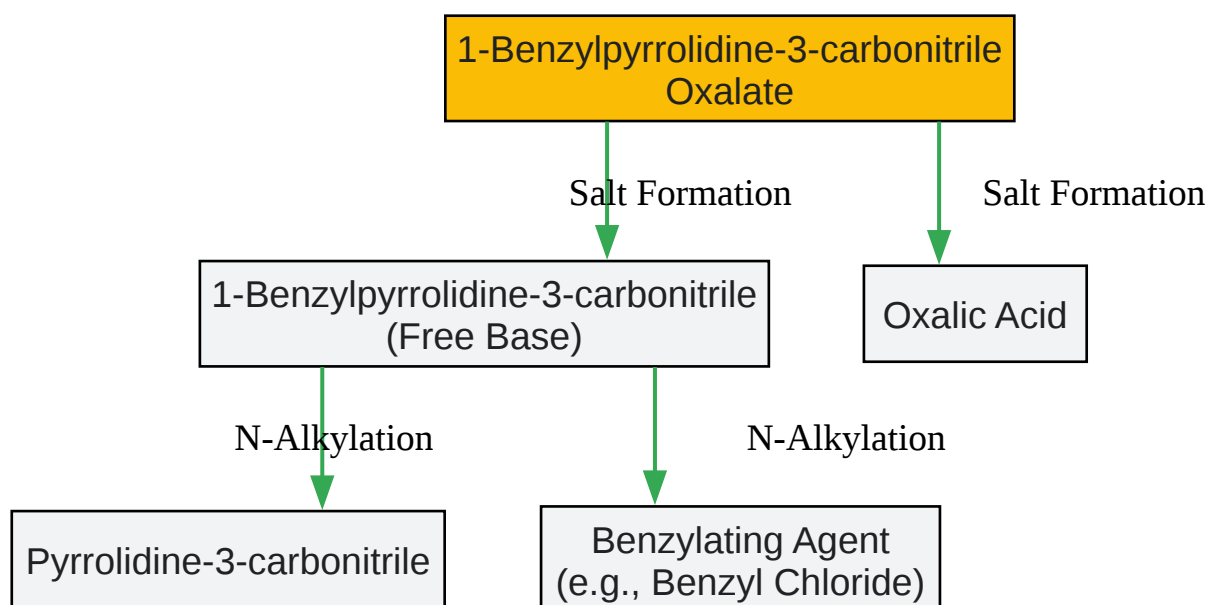 1-Benzylpyrrolidine-3-carbonitrile
Oxalate
Salt Formation
Salt Formation
1-Benzylpyrrolidine-3-carbonitrile
(Free Base)
Oxalic Acid
N-Alkylation
N-Alkylation
Pyrrolidine-3-carbonitrile
Benzylating Agent
(e.g., Benzyl Chloride)